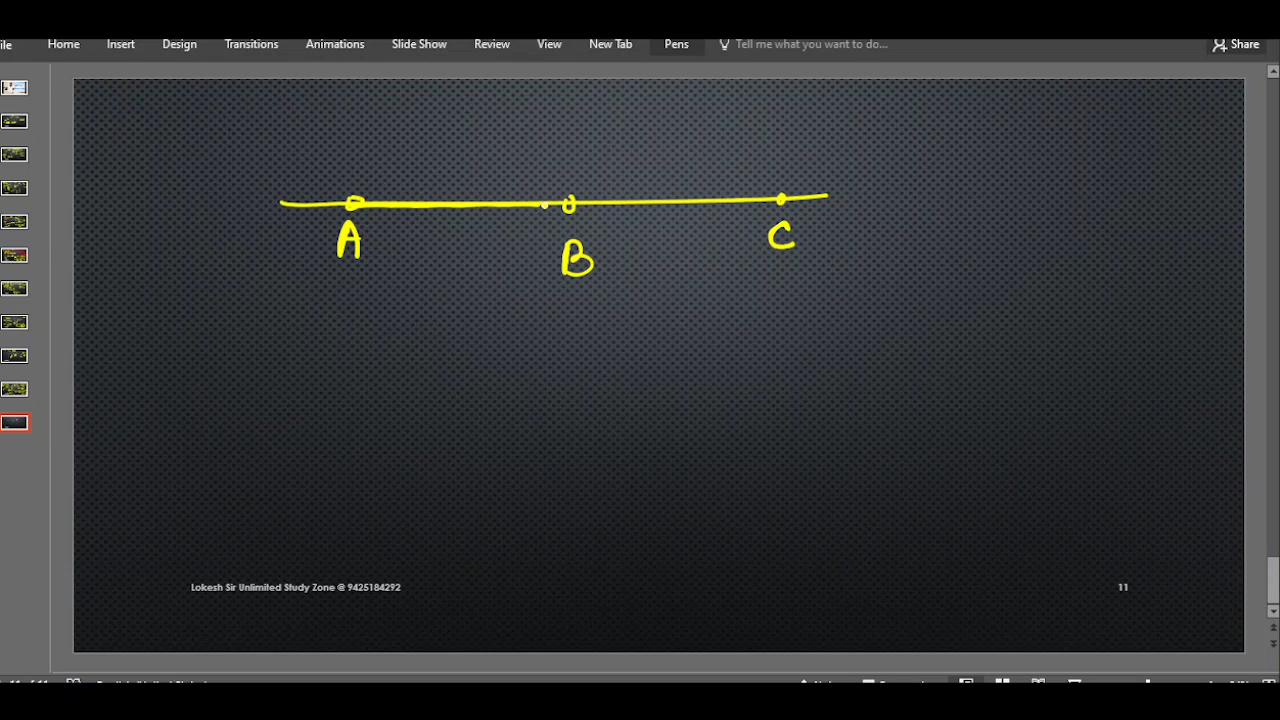 Home Insert Design Transitions Animations Slide Show Review View New Tab Pens Tell me what you want to do... Share
A
B
C
Lokesh Sir Unlimited Study Zone @ 9425184292
11